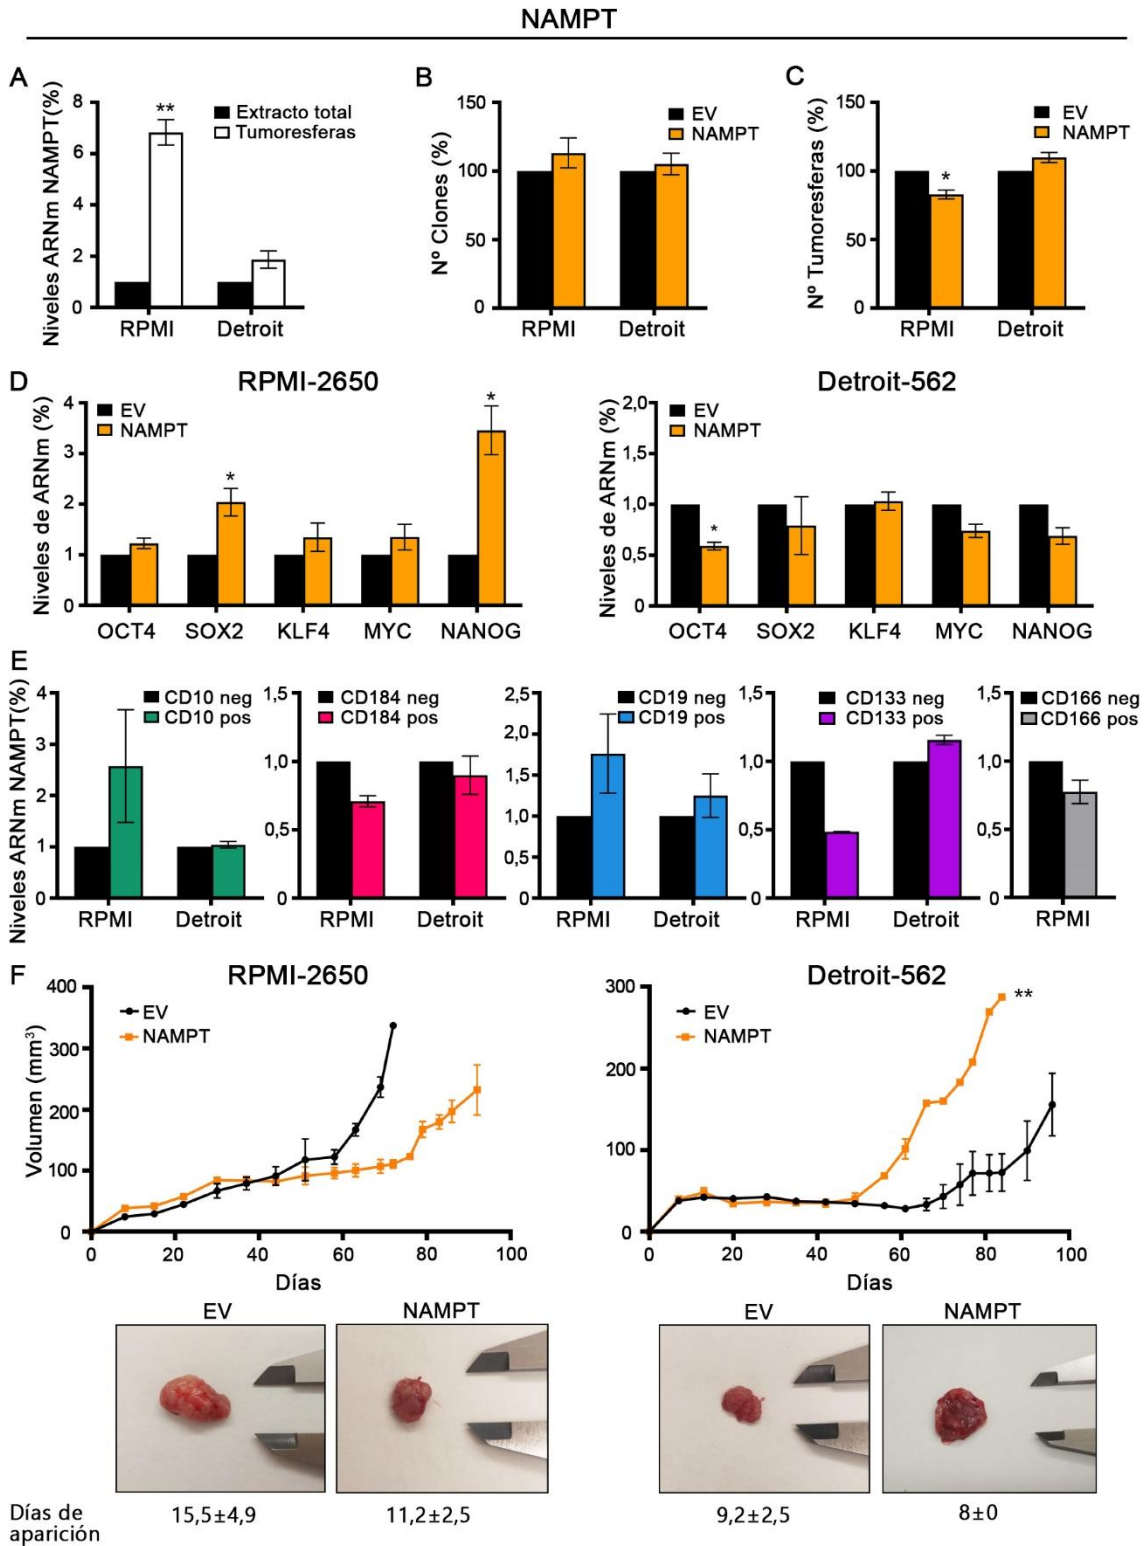 NAMPT
A
Niveles ARNm NAMPT(%)
8
6
4
2
0
**
Extracto total
Tumoresferas
RPMI
Detroit
B
Nº Clones (%)
150
100
50
0
EV
NAMPT
RPMI
Detroit
C
Nº Tumoresferas (%)
150
100
50
0
EV
NAMPT
*
RPMI
Detroit
D
RPMI-2650
Niveles de ARNm (%)
4
3
2
1
0
EV
NAMPT
*
*
OCT4
SOX2
KLF4
MYC
NANOG
Detroit-562
Niveles de ARNm (%)
2,0
1,5
1,0
0,5
0
EV
NAMPT
*
OCT4
SOX2
KLF4
MYC
NANOG
E
Niveles ARNm NAMPT(%)
4
3
2
1
0
CD10 neg
CD10 pos
RPMI
Detroit
1,5
1,0
0,5
0
CD184 neg
CD184 pos
RPMI
Detroit
2,5
2,0
1,5
1,0
0,5
0
CD19 neg
CD19 pos
RPMI
Detroit
1,5
1,0
0,5
0
CD133 neg
CD133 pos
RPMI
Detroit
1,5
1,0
0,5
0
CD166 neg
CD166 pos
RPMI
F
RPMI-2650
Volumen (mm³)
400
300
200
100
0
EV
NAMPT
0
20
40
60
80
100
Días
Detroit-562
300
200
100
0
EV
NAMPT
**
0
20
40
60
80
100
Días
EV
NAMPT
EV
NAMPT
Días de
aparición
15,5±4,9
11,2±2,5
9,2±2,5
8±0